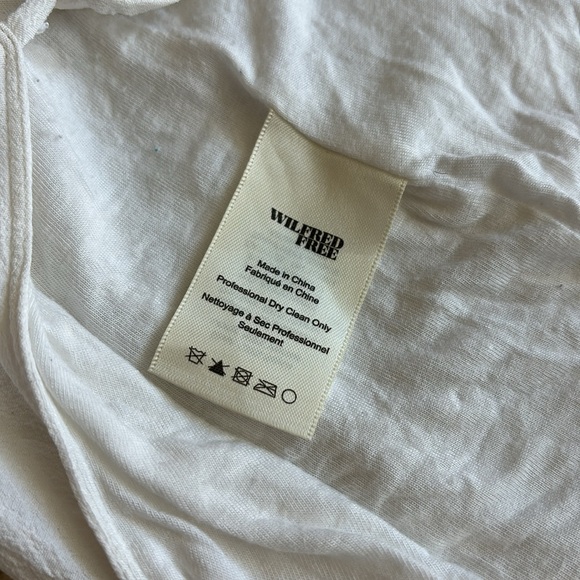 WILFRED
FREE
Made in China
Fabriqué en Chine
Professional Dry Clean Only
Nettoyage à Sec Professionnel
Seulement